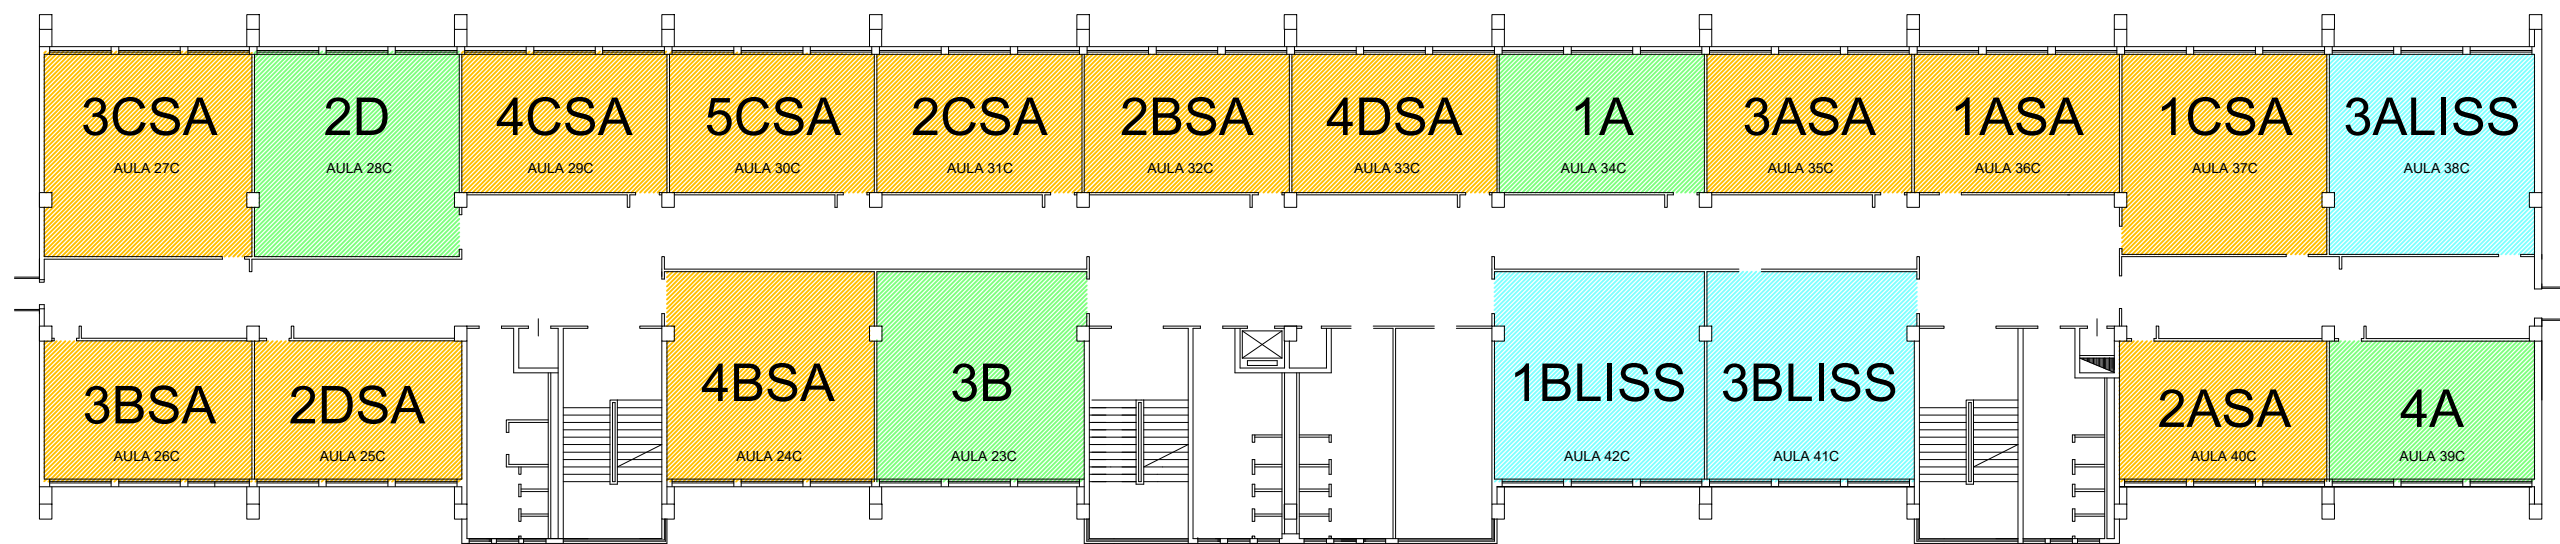 3CSA
AULA 27C
2D
AULA 28C
4CSA
AULA 29C
5CSA
AULA 30C
2CSA
AULA 31C
2BSA
AULA 32C
4DSA
AULA 33C
1A
AULA 34C
3ASA
AULA 35C
1ASA
AULA 36C
1CSA
AULA 37C
3ALISS
AULA 38C
3BSA
AULA 26C
2DSA
AULA 25C
4BSA
AULA 24C
3B
AULA 23C
1BLISS
AULA 42C
3BLISS
AULA 41C
2ASA
AULA 40C
4A
AULA 39C